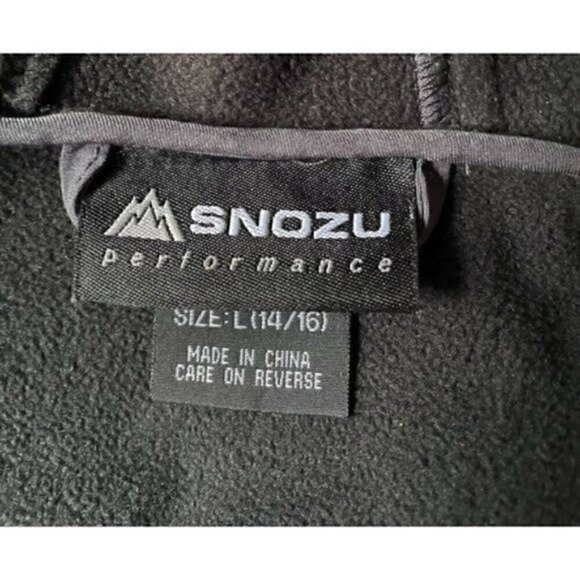 SNOZU
performance
SIZE: L (14/16)
MADE IN CHINA
CARE ON REVERSE